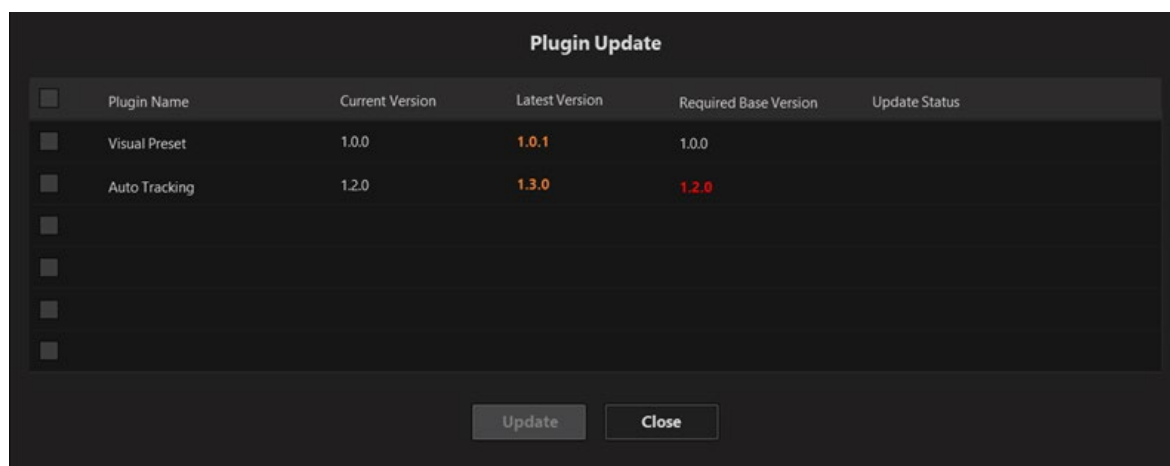 Plugin Update
Plugin Name Current Version Latest Version Required Base Version Update Status
Visual Preset 1.0.0 1.0.1 1.0.0
Auto Tracking 1.2.0 1.3.0 1.2.0
Update Close